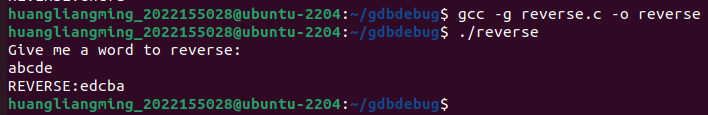 huangliangming_2022155028@ubuntu-2204:~/gdbdebug$ gcc -g reverse.c -o reverse
huangliangming_2022155028@ubuntu-2204:~/gdbdebug$ ./reverse
Give me a word to reverse:
abcde
REVERSE:edcba
huangliangming_2022155028@ubuntu-2204:~/gdbdebug$